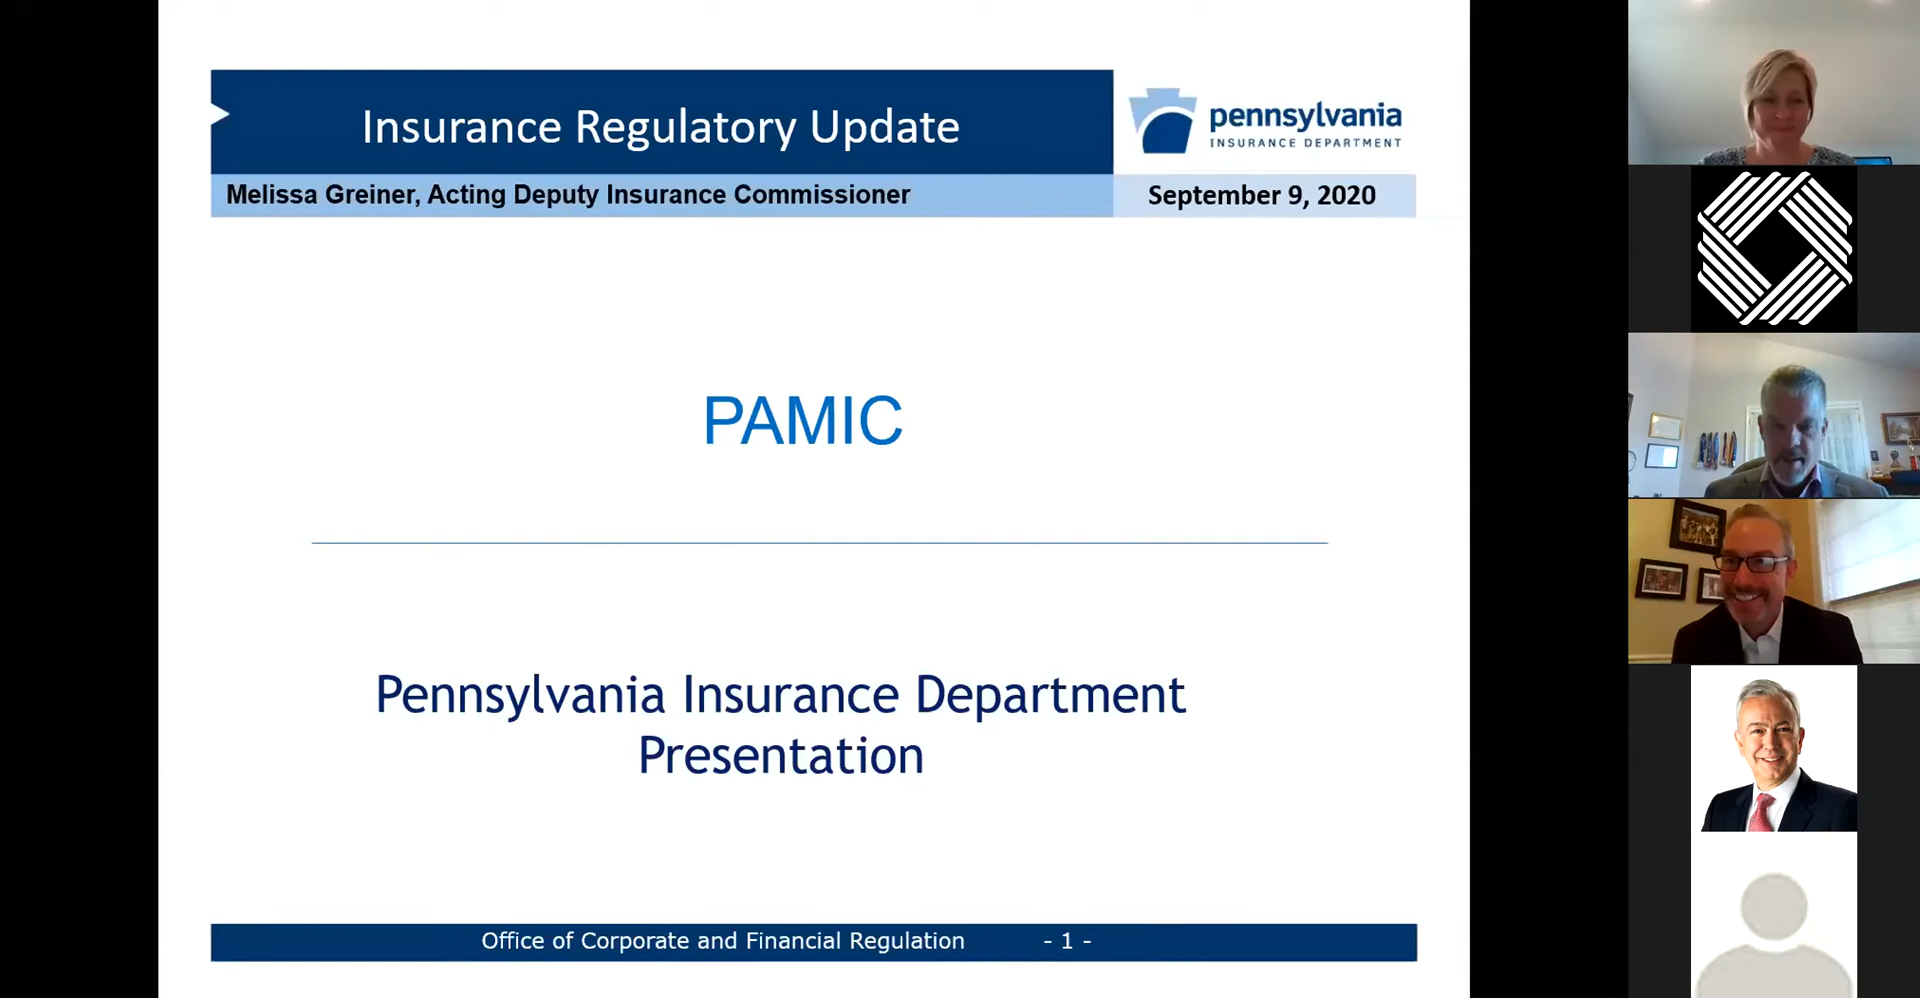 Insurance Regulatory Update
pennsylvania
INSURANCE DEPARTMENT
Melissa Greiner, Acting Deputy Insurance Commissioner
September 9, 2020
PAMIC
Pennsylvania Insurance Department
Presentation
Office of Corporate and Financial Regulation - 1 -